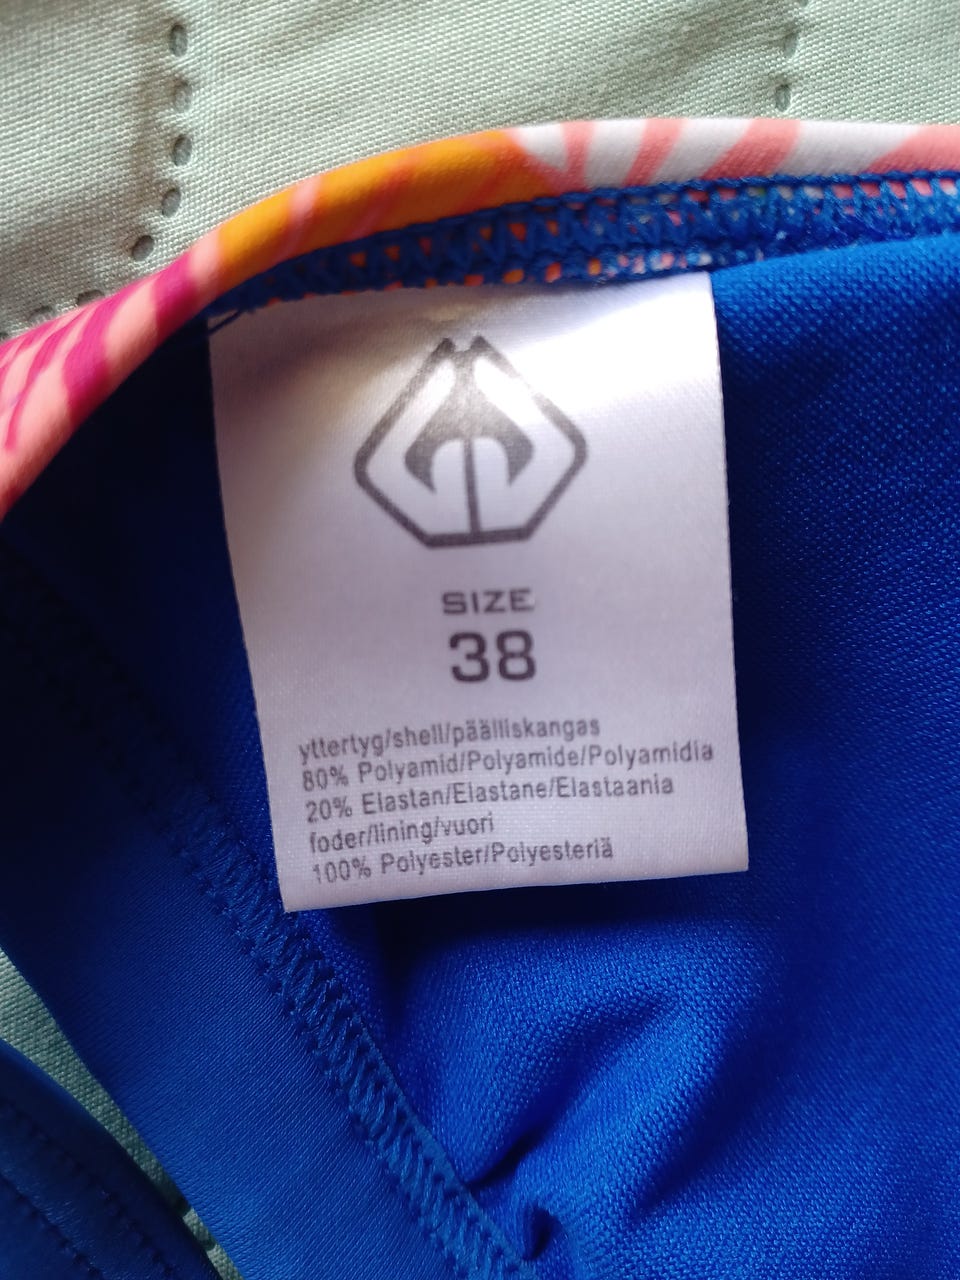 SIZE
38
yttertyg/shell/päälliskangas
80% Polyamid/Polyamide/Polyamidia
20% Elastan/Elastane/Elastaania
foder/lining/vuori
100% Polyester/Polyesteriä